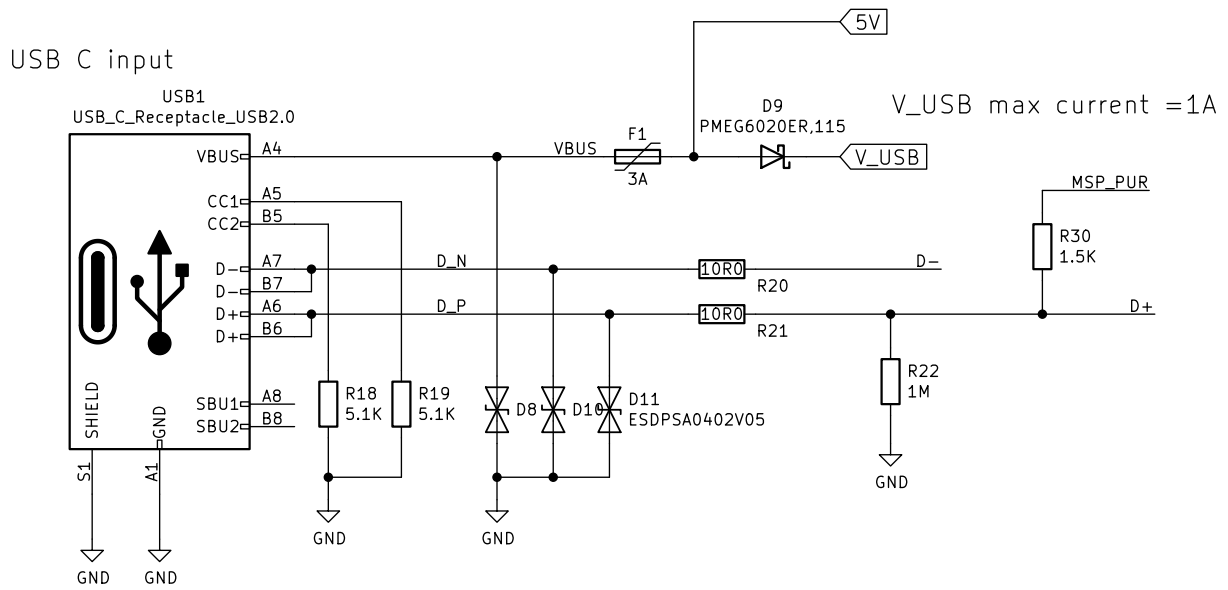 5V
USB C input
USB1
USB_C_Receptacle_USB2.0
V_USB max current =1A
D9
PMEG6020ER,115
F1
VBUS
A4
VBUS
3A
V_USB
CC1
A5
CC2
B5
MSP_PUR
R30
1.5K
D-
A7
D_N
10R0
D-
R20
D-
B7
D+
A6
D_P
10R0
D+
R21
D+
B6
R22
1M
SHIELD
GND
SBU1
A8
SBU2
B8
R18
5.1K
R19
5.1K
D8
D10
D11
ESDPSA0402V05
S1
A1
GND
GND
GND
GND
GND